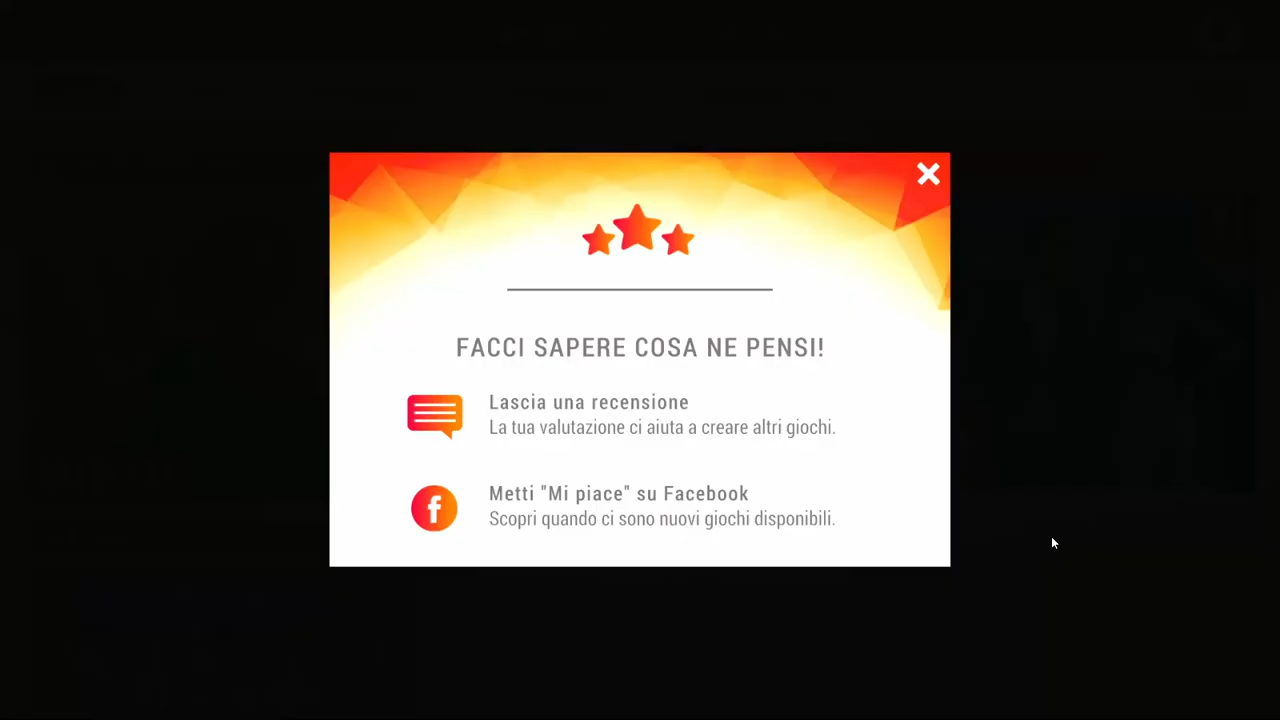 FACCI SAPERE COSA NE PENSI!
Lascia una recensione
La tua valutazione ci aiuta a creare altri giochi.
Metti "Mi piace" su Facebook
Scopri quando ci sono nuovi giochi disponibili.